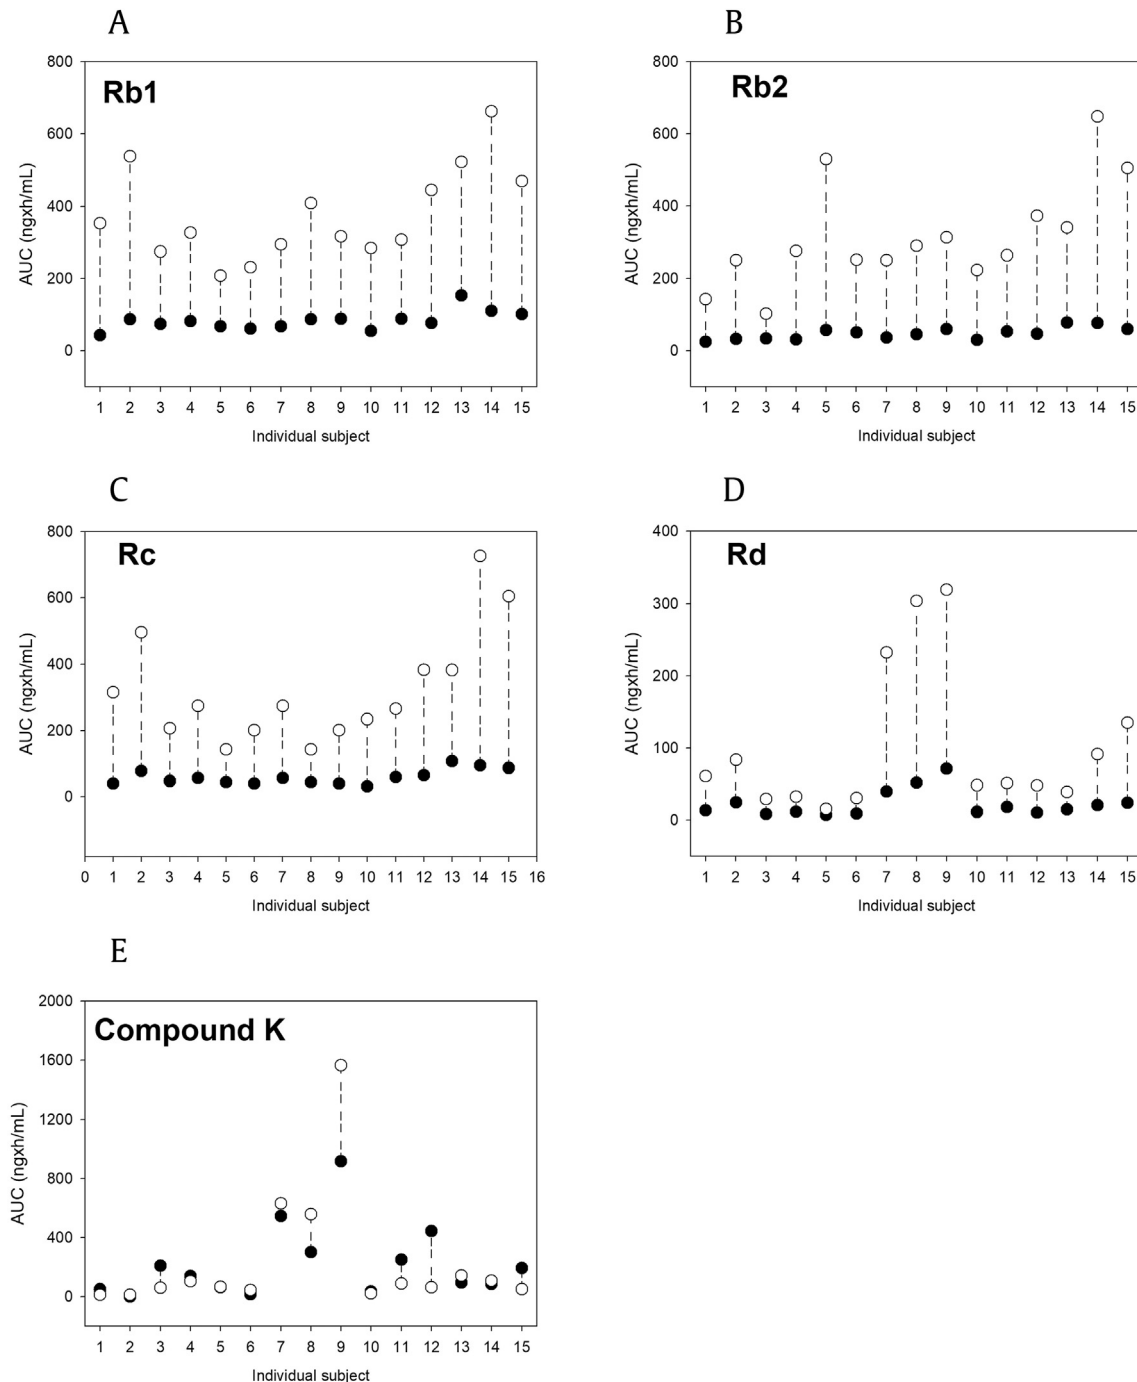 A
Rb1
AUC (ngxh/mL)
800
600
400
200
0
1 2 3 4 5 6 7 8 9 10 11 12 13 14 15
Individual subject
B
Rb2
AUC (ngxh/mL)
800
600
400
200
0
1 2 3 4 5 6 7 8 9 10 11 12 13 14 15
Individual subject
C
Rc
AUC (ngxh/mL)
800
600
400
200
0
0 1 2 3 4 5 6 7 8 9 10 11 12 13 14 15 16
Individual subject
D
Rd
AUC (ngxh/mL)
400
300
200
100
0
1 2 3 4 5 6 7 8 9 10 11 12 13 14 15
Individual subject
E
Compound K
AUC (ngxh/mL)
2000
1600
1200
800
400
0
1 2 3 4 5 6 7 8 9 10 11 12 13 14 15
Individual subject